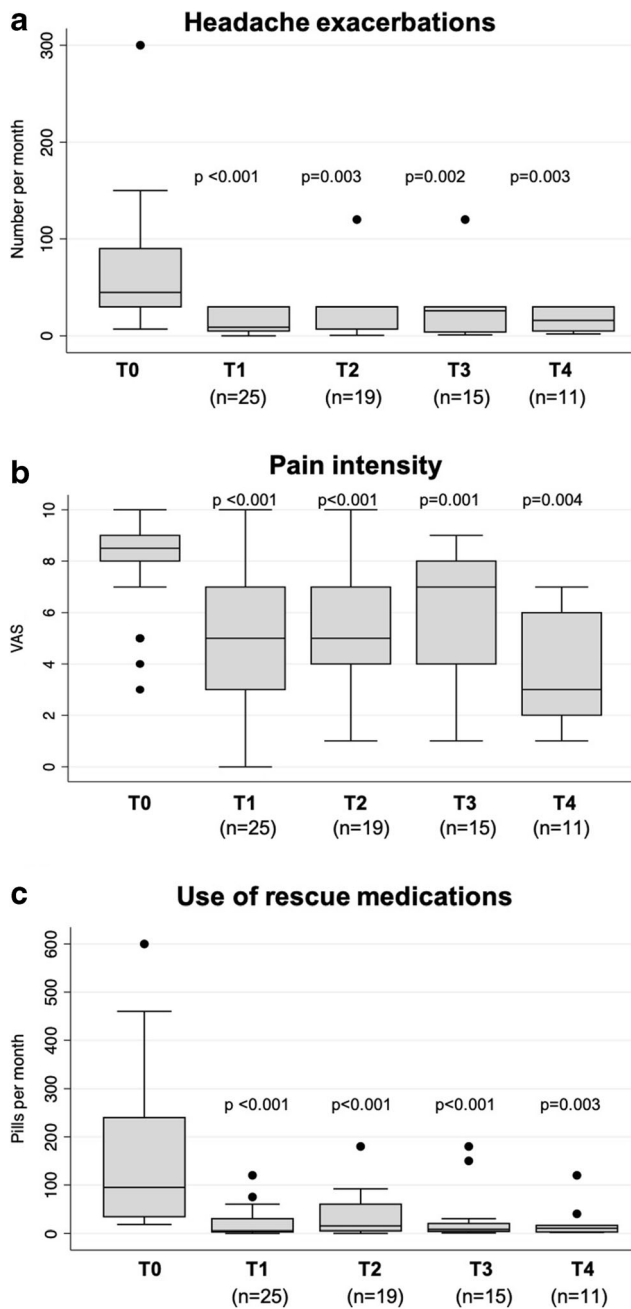 a Headache exacerbations
300
200
100
0
Number per month
p <0.001 p=0.003 p=0.002 p=0.003
T0 T1 T2 T3 T4
(n=25) (n=19) (n=15) (n=11)
b Pain intensity
10
8
6
4
2
0
VAS
p <0.001 p<0.001 p=0.001 p=0.004
T0 T1 T2 T3 T4
(n=25) (n=19) (n=15) (n=11)
c Use of rescue medications
600
500
400
300
200
100
0
Pills per month
p <0.001 p<0.001 p<0.001 p=0.003
T0 T1 T2 T3 T4
(n=25) (n=19) (n=15) (n=11)